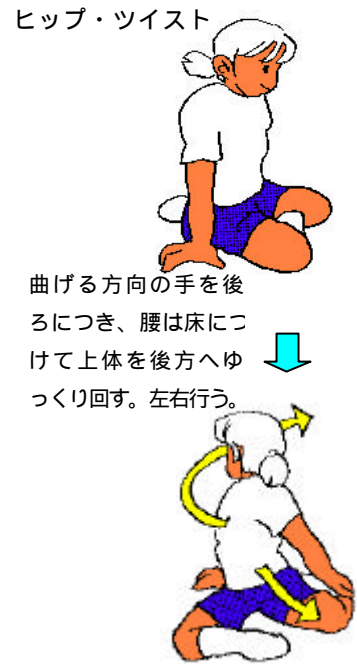 ヒップ・ツイスト
曲げる方向の手を後
ろにつき、腰は床につ
けて上体を後方へゆ
っくり回す。左右行う。